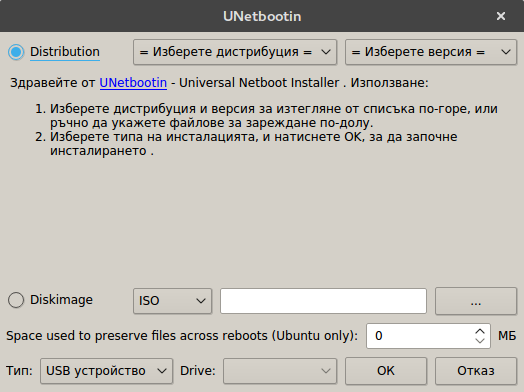 UNetbootin
Distribution
= Изберете дистрибуция =
= Изберете версия =
Здравейте от UNetbootin - Universal Netboot Installer . Използване:
1. Изберете дистрибуция и версия за изтегляне от списъка по-горе, или
ръчно да укажете файлове за зареждане по-долу.
2. Изберете типа на инсталацията, и натиснете OK, за да започне
инсталирането .
Diskimage
ISO
...
Space used to preserve files across reboots (Ubuntu only):
0
МБ
Тип:
USB устройство
Drive:
OK
Отказ